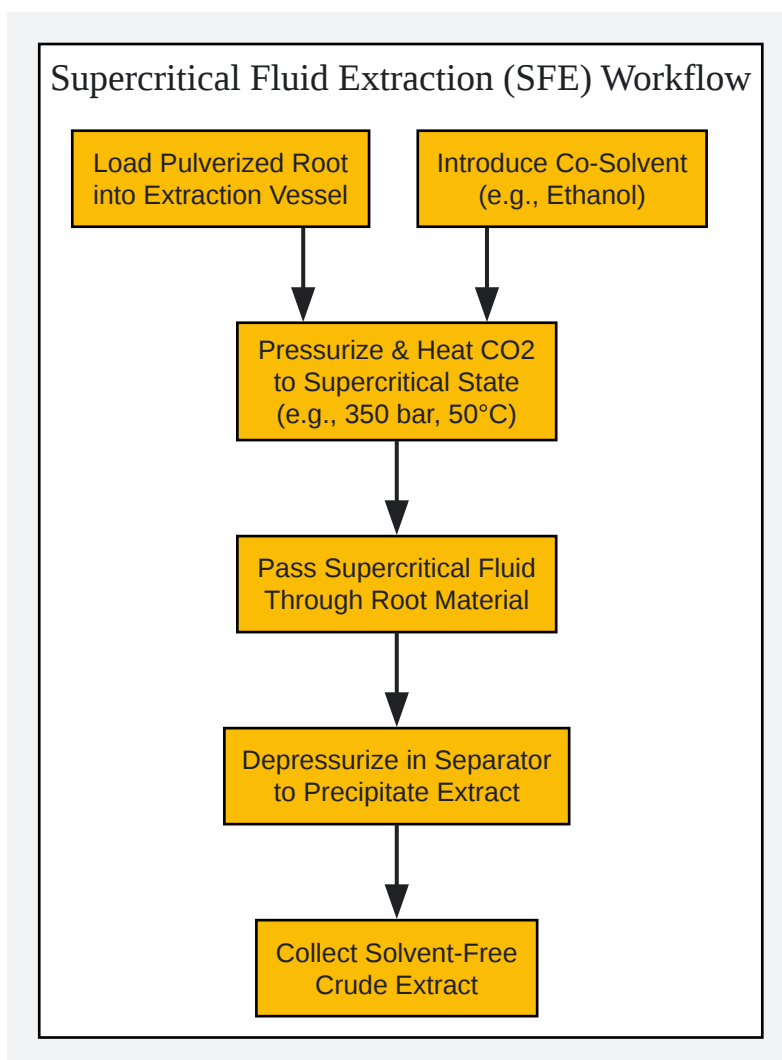 Supercritical Fluid Extraction (SFE) Workflow
Load Pulverized Root
into Extraction Vessel
Introduce Co-Solvent
(e.g., Ethanol)
Pressurize & Heat CO2
to Supercritical State
(e.g., 350 bar, 50°C)
Pass Supercritical Fluid
Through Root Material
Depressurize in Separator
to Precipitate Extract
Collect Solvent-Free
Crude Extract